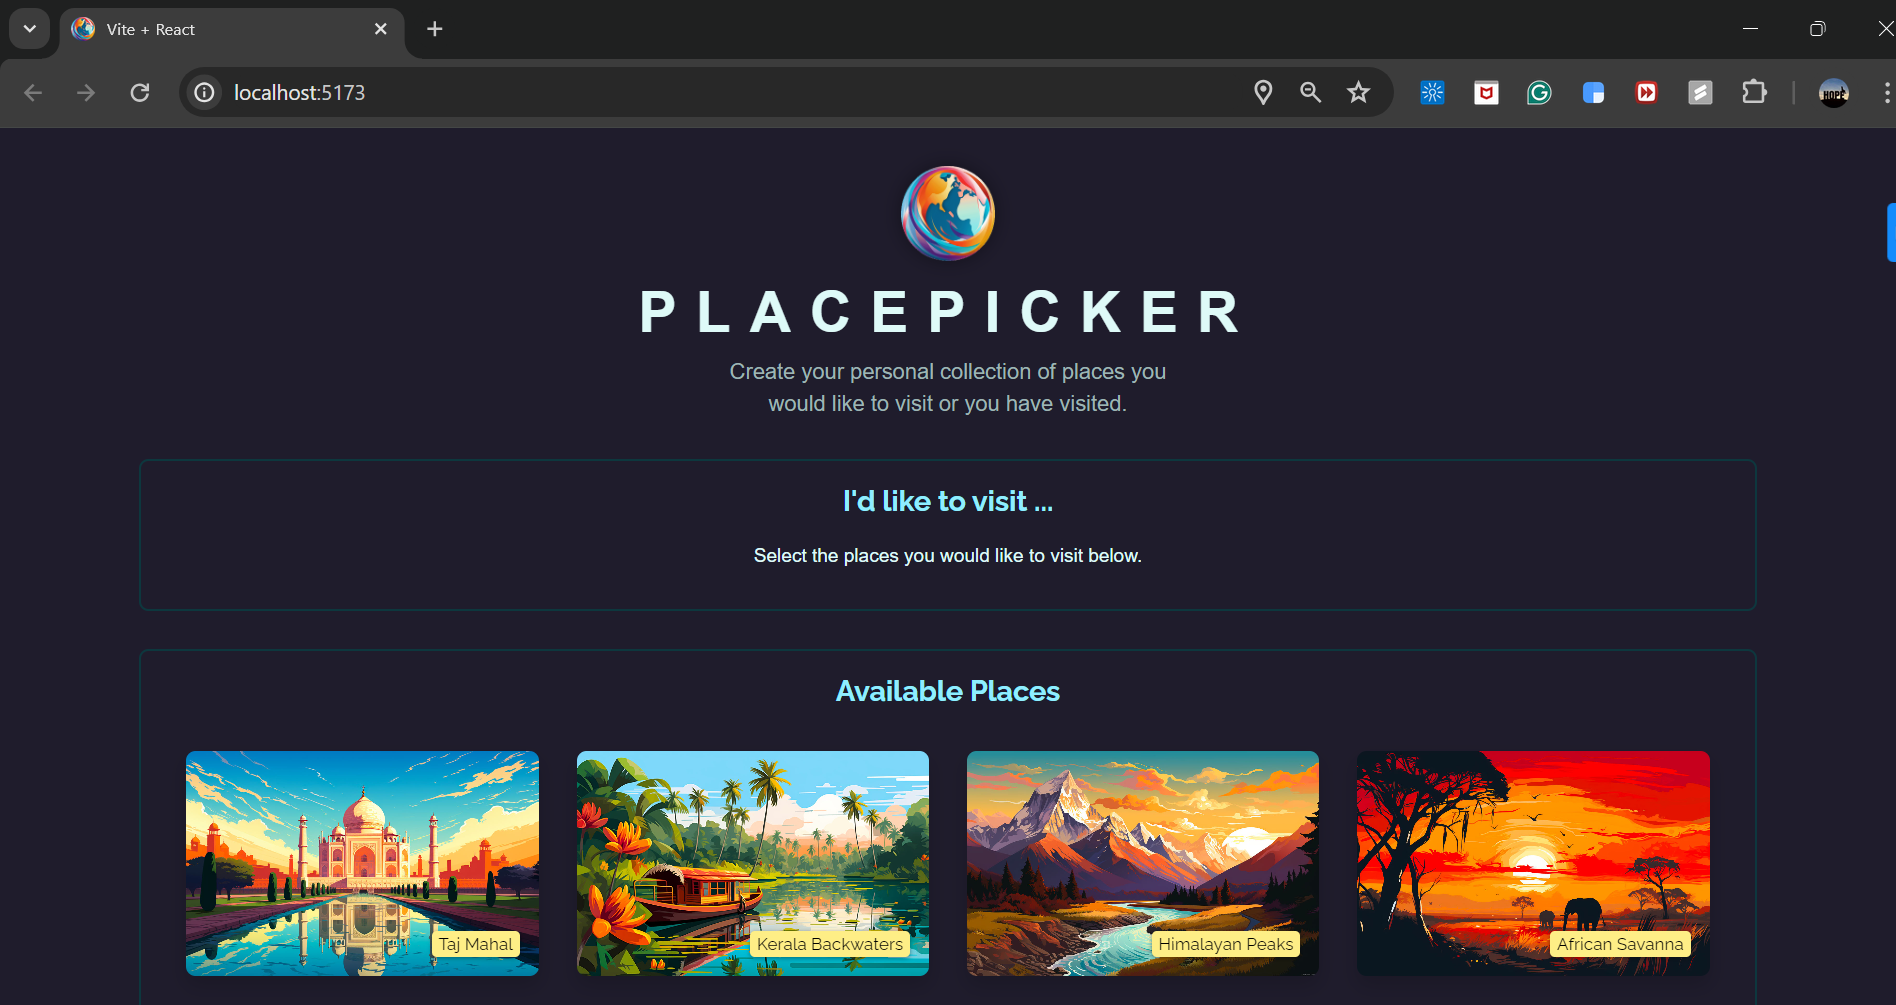 Vite + React
localhost:5173
HOPE
PLACEPICKER
Create your personal collection of places you
would like to visit or you have visited.
I'd like to visit ...
Select the places you would like to visit below.
Available Places
Taj Mahal
Kerala Backwaters
Himalayan Peaks
African Savanna